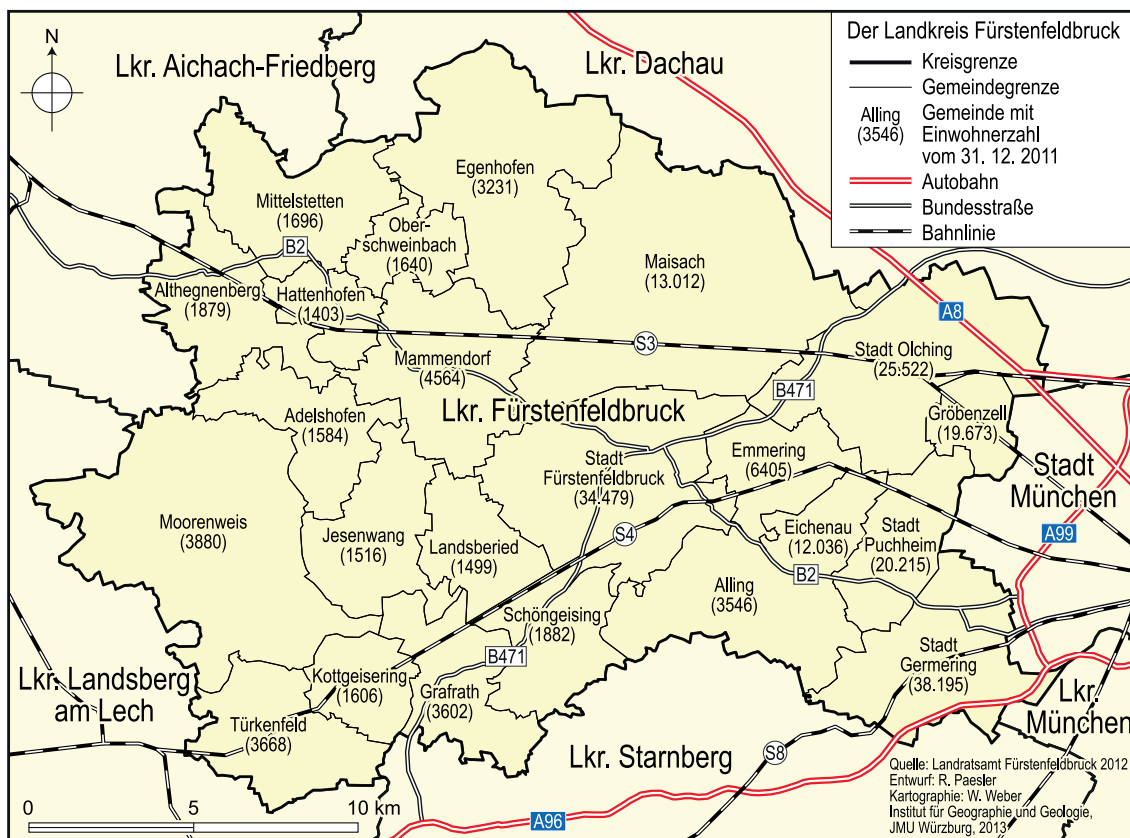 N
Lkr. Aichach-Friedberg
Lkr. Dachau
Der Landkreis Fürstenfeldbruck
Kreisgrenze
Gemeindegrenze
Alling
(3546)
Gemeinde mit
Einwohnerzahl
vom 31. 12. 2011
Autobahn
Bundesstraße
Bahnlinie
Egenhofen
(3231)
Mittelstetten
(1696)
Ober-
schweinbach
(1640)
B2
Maisach
(13.012)
Althegnenberg
(1879)
Hattenhofen
(1403)
A8
S3
Mammendorf
(4564)
Stadt Olching
(25.522)
B471
Adelshofen
(1584)
Lkr. Fürstenfeldbruck
Gröbenzell
(19.673)
Stadt
Fürstenfeldbruck
(34.479)
Emmering
(6405)
Stadt
München
Moorenweis
(3880)
Jesenwang
(1516)
Landsberied
(1499)
S4
Eichenau
(12.036)
Stadt
Puchheim
(20.215)
A99
B2
Alling
(3546)
Schöngeising
(1882)
B471
Stadt
Germering
(38.195)
Lkr. Landsberg
am Lech
Kottgeisering
(1606)
Grafrath
(3602)
Türkenfeld
(3668)
Lkr.
München
Lkr. Starnberg
S8
0
5
10 km
A96
Quelle: Landratsamt Fürstenfeldbruck 2012
Entwurf: R. Paesler
Kartographie: W. Weber
Institut für Geographie und Geologie,
JMU Würzburg, 2013